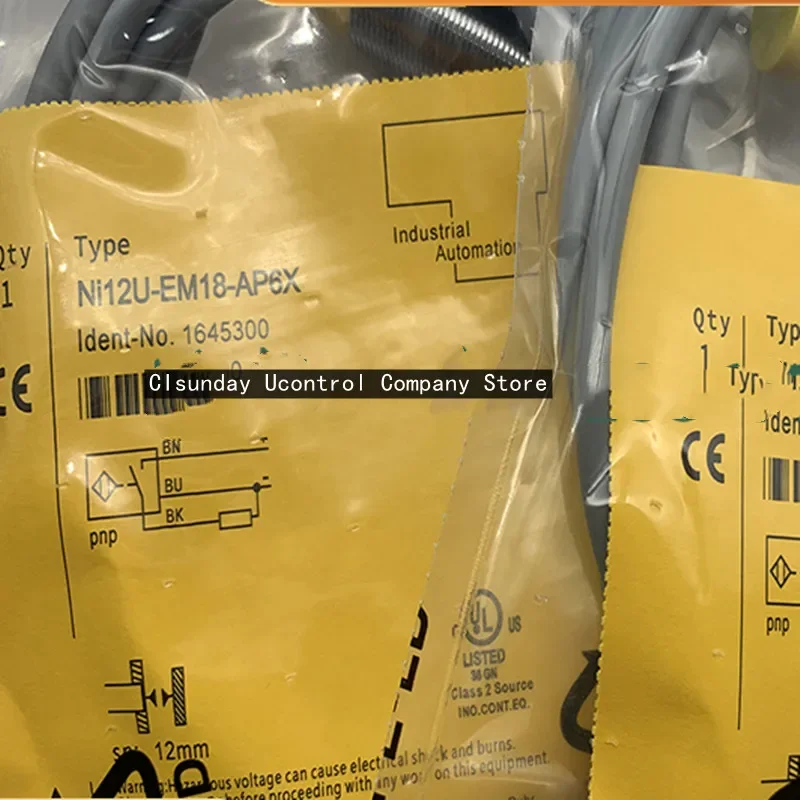 Qty
1
Type
Ni12U-EM18-AP6X
Ident-No. 1645300
Industrial
Automation
Clsunday Ucontrol Company Store
CE
BN
BU
BK
pnp
UL
US
LISTED
Class 2 Source
IND.CONT.EQ.
12mm
voltage can cause electrical shock and burns.
before proceeding with any work on this equipment.
Qty
1
CE
pnp